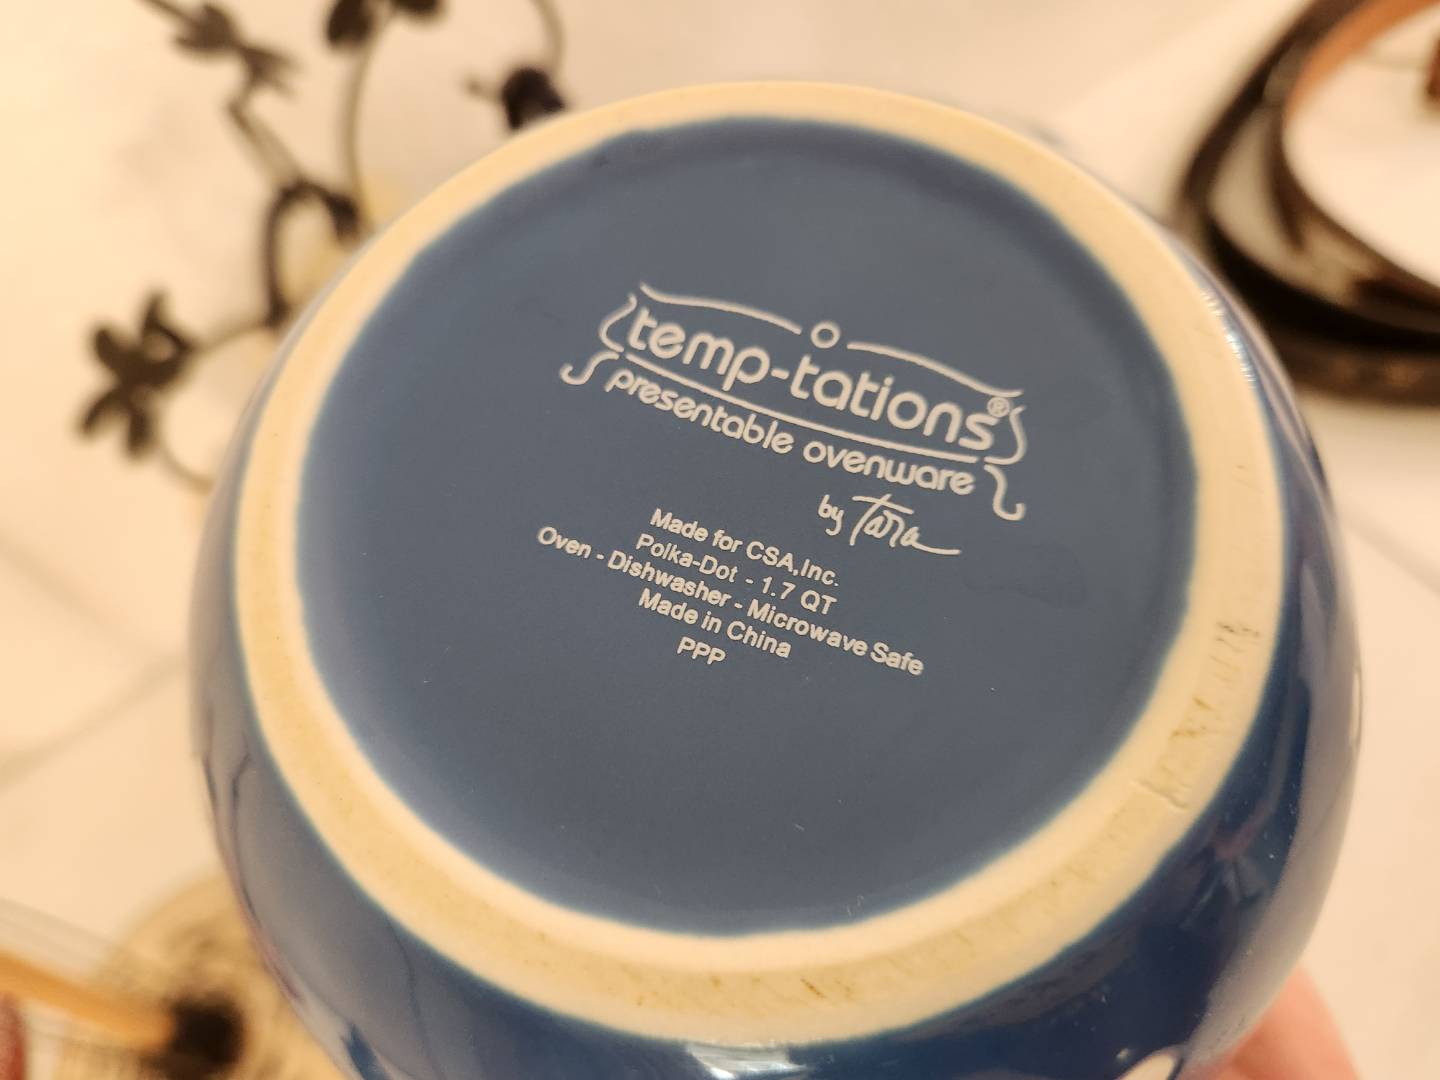 temp-tations®
presentable ovenware
by Tara
Made for CSA,Inc.
Polka-Dot - 1.7 QT
Oven - Dishwasher - Microwave Safe
Made in China
PPP